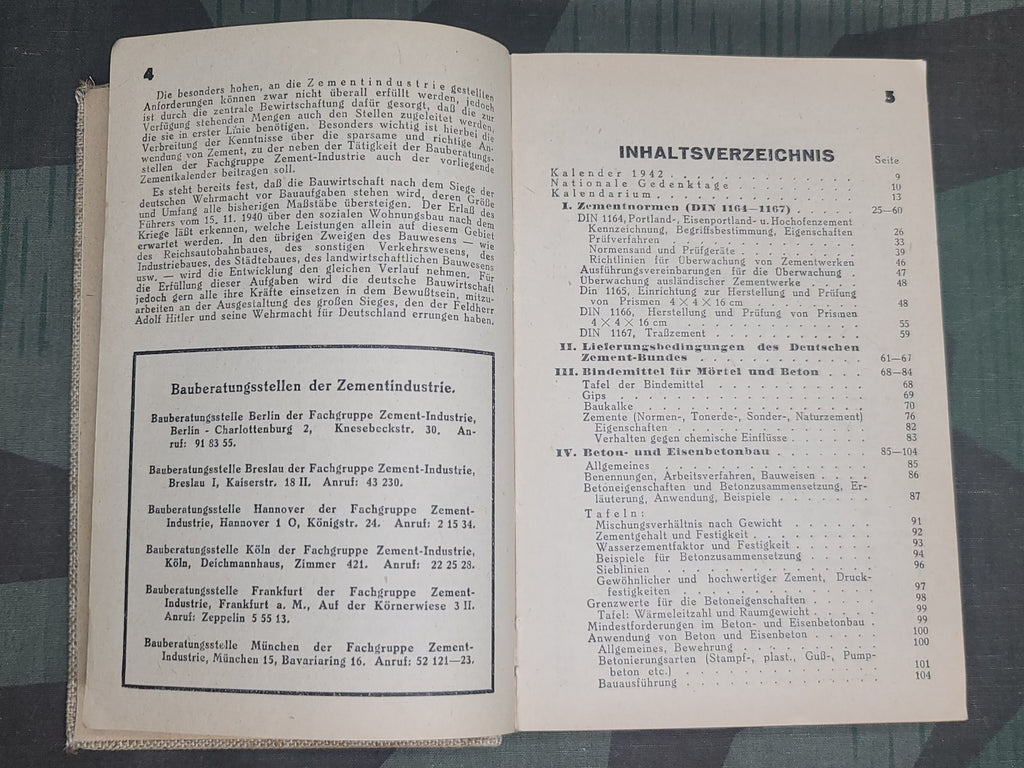 4
Die besonders hohen, an die Zementindustrie gestellten
Anforderungen können zwar nicht überall erfüllt werden, jedoch
ist durch die zentrale Bewirtschaftung dafür gesorgt, daß die zur
Verfügung stehenden Mengen auch den Stellen zugeleitet werden,
die sie in erster Linie benötigen. Besonders wichtig ist hierbei die
Verbreitung der Kenntnisse über die sparsame und richtige An-
wendung von Zement, zu der neben der Tätigkeit der Bauberatungs-
stellen der Fachgruppe Zement-Industrie auch der vorliegende
Zementkalender beitragen soll.
Es steht bereits fest, daß die Bauwirtschaft nach dem Siege der
deutschen Wehrmacht vor Bauaufgaben stehen wird, deren Größe
und Umfang alle bisherigen Maßstäbe übersteigen. Der Erlaß des
Führers vom 15. 11. 1940 über den sozialen Wohnungsbau nach dem
Kriege läßt erkennen, welche Leistungen allein auf diesem Gebiet
erwartet werden. In den übrigen Zweigen des Bauwesens — wie
des Reichsautobahnbaues, des sonstigen Verkehrswesens, des
Industriebaues, des Städtebaues, des landwirtschaftlichen Bauwesens
usw. — wird die Entwicklung den gleichen Verlauf nehmen. Für
die Erfüllung dieser Aufgaben wird die deutsche Bauwirtschaft
jedoch gern alle ihre Kräfte einsetzen in dem Bewußtsein, mitzu-
arbeiten an der Ausgestaltung des großen Sieges, den der Feldherr
Adolf Hitler und seine Wehrmacht für Deutschland errungen haben.
Bauberatungsstellen der Zementindustrie.
Bauberatungsstelle Berlin der Fachgruppe Zement-Industrie,
Berlin - Charlottenburg 2, Knesebeckstr. 30. An-
ruf: 91 83 55.
Bauberatungsstelle Breslau der Fachgruppe Zement-Industrie,
Breslau I, Kaiserstr. 18 II. Anruf: 43 230.
Bauberatungsstelle Hannover der Fachgruppe Zement-
Industrie, Hannover 1 O, Königstr. 24. Anruf: 2 15 34.
Bauberatungsstelle Köln der Fachgruppe Zement-Industrie,
Köln, Deichmannhaus, Zimmer 421. Anruf: 22 25 28.
Bauberatungsstelle Frankfurt der Fachgruppe Zement-
Industrie, Frankfurt a. M., Auf der Körnerwiese 3 II.
Anruf: Zeppelin 5 55 13.
Bauberatungsstelle München der Fachgruppe Zement-
Industrie, München 15, Bavariaring 16. Anruf: 52 121—23.
5
INHALTSVERZEICHNIS
Seite
Kalender 1942 . . . . . . . . . 9
Nationale Gedenktage . . . . . . . 10
Kalendarium . . . . . . . . . 13
I. Zementnormen (DIN 1164—1167) . . . . . 25—60
DIN 1164, Portland-, Eisenportland- u. Hochofenzement
Kennzeichnung, Begriffsbestimmung, Eigenschaften 26
Prüfverfahren . . . . . . . . . 33
Normensand und Prüfgeräte . . . . . . 39
Richtlinien für Überwachung von Zementwerken 46
Ausführungsvereinbarungen für die Überwachung . 47
Überwachung ausländischer Zementwerke . . . 48
Din 1165, Einrichtung zur Herstellung und Prüfung
von Prismen 4 × 4 × 16 cm . . . . . . 48
DIN 1166, Herstellung und Prüfung von Prismen
4 × 4 × 16 cm . . . . . . . . 55
DIN 1167, Traßzement . . . . . . . 59
II. Lieferungsbedingungen des Deutschen
Zement-Bundes . . . . . . . . 61—67
III. Bindemittel für Mörtel und Beton . . . . 68—84
Tafel der Bindemittel . . . . . . . 68
Gips . . . . . . . . . . . 69
Baukalke . . . . . . . . . . 70
Zemente (Normen-, Tonerde-, Sonder-, Naturzement) 76
Eigenschaften . . . . . . . . . 82
Verhalten gegen chemische Einflüsse . . . . 83
IV. Beton- und Eisenbetonbau . . . . . . 85—104
Allgemeines . . . . . . . . . 85
Benennungen, Arbeitsverfahren, Bauweisen . . . 86
Betoneigenschaften und Betonzusammensetzung, Er-
läuterung, Anwendung, Beispiele . . . . . 87
Tafeln:
Mischungsverhältnis nach Gewicht . . . . . 91
Zementgehalt und Festigkeit . . . . . . 92
Wasserzementfaktor und Festigkeit . . . . . 93
Beispiele für Betonzusammensetzung . . . . 94
Sieblinien . . . . . . . . . 96
Gewöhnlicher und hochwertiger Zement, Druck-
festigkeiten . . . . . . . . . 97
Grenzwerte für die Betoneigenschaften . . . . 98
Tafel: Wärmeleitzahl und Raumgewicht . . . . 99
Mindestforderungen im Beton- und Eisenbetonbau . 99
Anwendung von Beton und Eisenbeton . . . . 100
Allgemeines, Bewehrung . . . . . . . 100
Betonierungsarten (Stampf-, plast., Guß-, Pump-
beton etc.) . . . . . . . . . 101
Bauausführung . . . . . . . . . 104